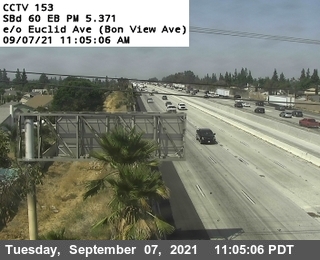 CCTV 153
SBd 60 EB PM 5.371
e/o Euclid Ave (Bon View Ave)
09/07/21 11:05:06 AM
Tuesday, September 07, 2021 11:05:06 PDT